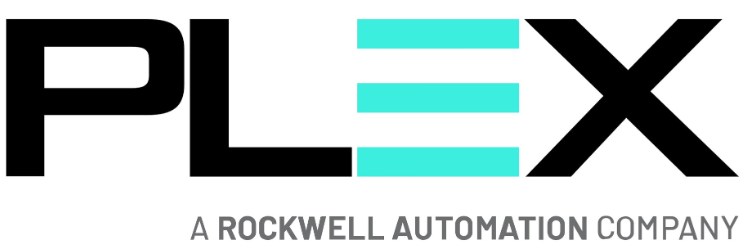 PLEX
A ROCKWELL AUTOMATION COMPANY